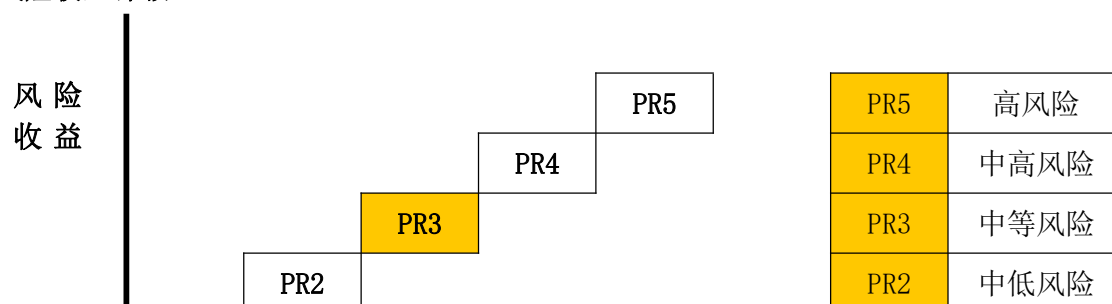 风 险
收 益
PR5
PR4
PR3
PR2
PR5 高风险
PR4 中高风险
PR3 中等风险
PR2 中低风险